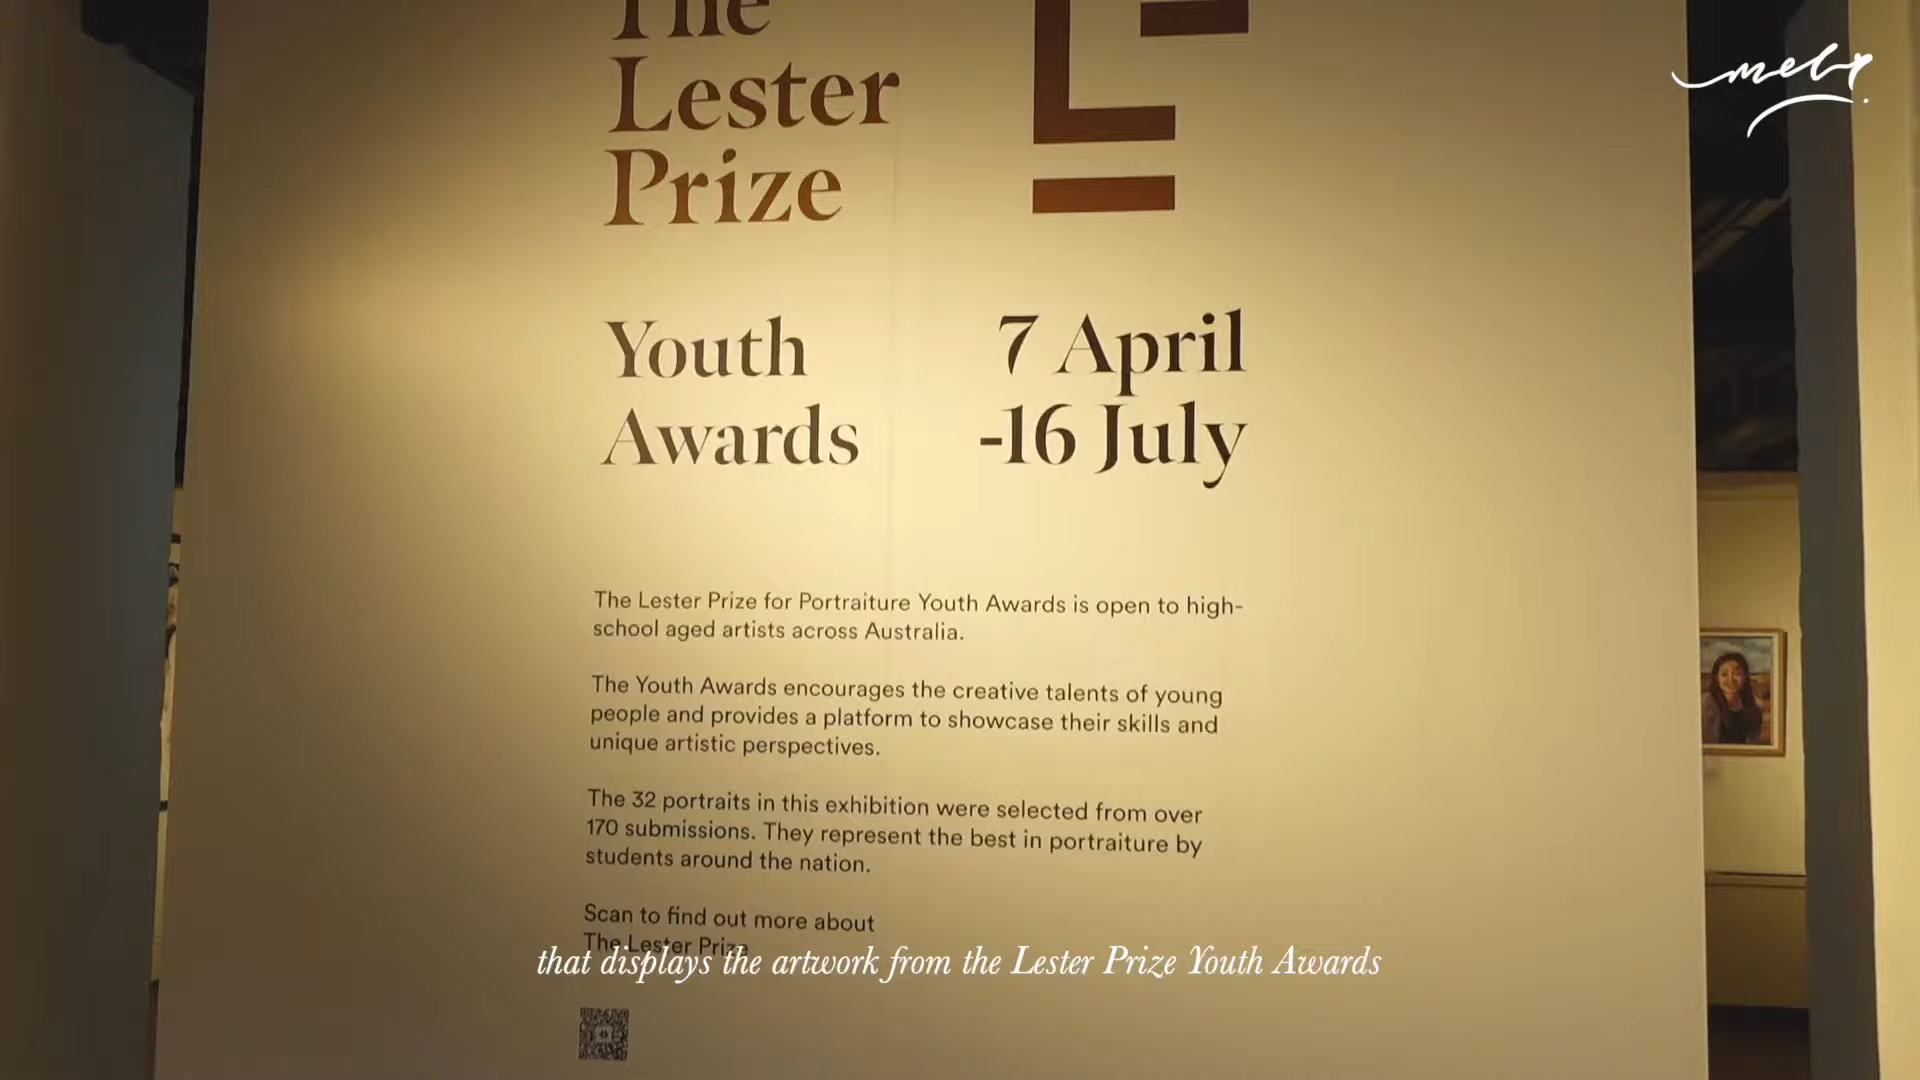 The
Lester
Prize
Youth
Awards
7 April
-16 July
The Lester Prize for Portraiture Youth Awards is open to high-
school aged artists across Australia.
The Youth Awards encourages the creative talents of young
people and provides a platform to showcase their skills and
unique artistic perspectives.
The 32 portraits in this exhibition were selected from over
170 submissions. They represent the best in portraiture by
students around the nation.
Scan to find out more about
The Lester Prize
that displays the artwork from the Lester Prize Youth Awards